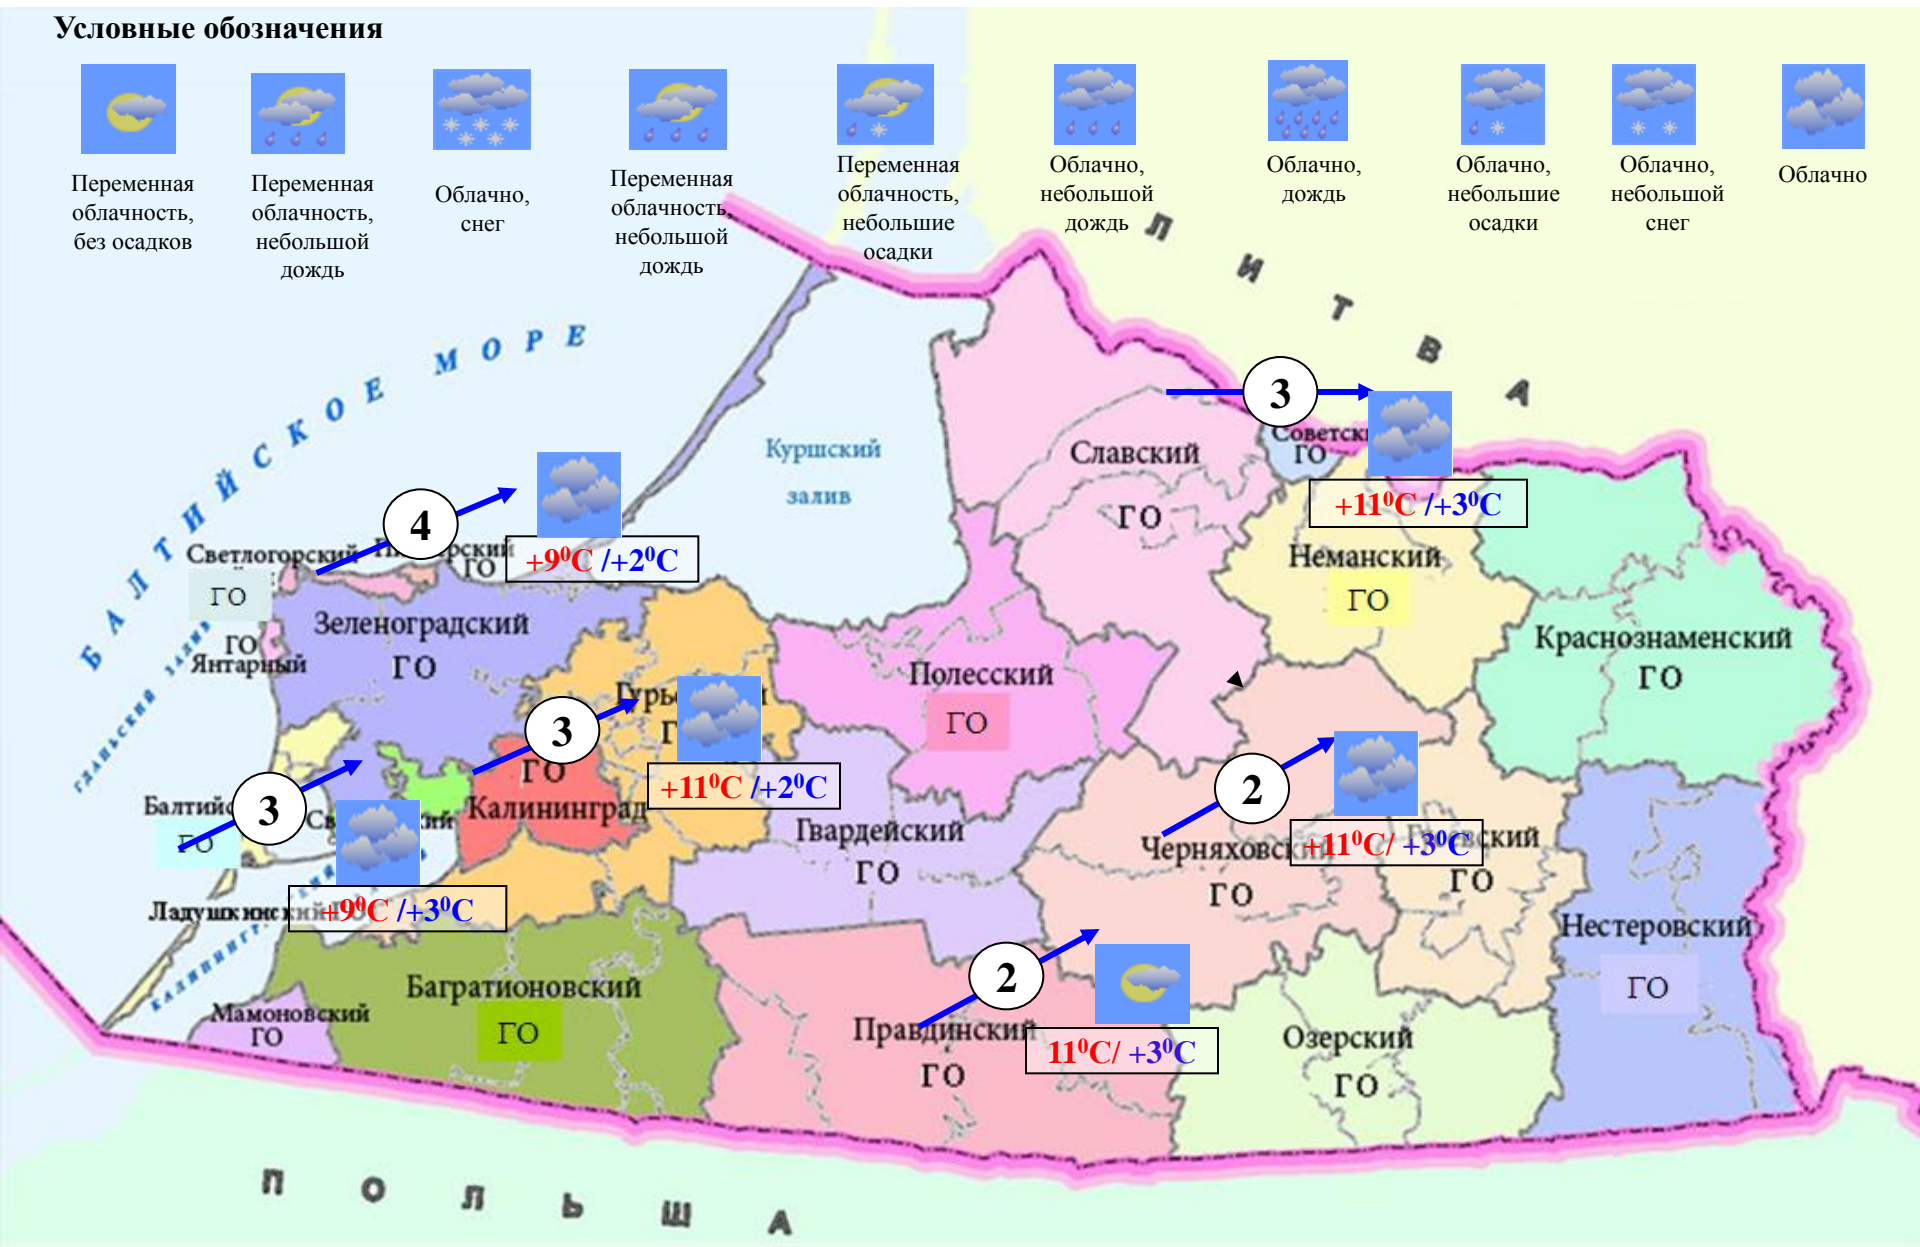 Условные обозначения
Переменная
облачность,
без осадков
Переменная
облачность,
небольшой
дождь
Облачно,
снег
Переменная
облачность,
небольшой
дождь
Переменная
облачность,
небольшие
осадки
Облачно,
небольшой
дождь
Облачно,
дождь
Облачно,
небольшие
осадки
Облачно,
небольшой
снег
Облачно
ЛИТВА
БАЛТИЙСКОЕ МОРЕ
Куршский
залив
3
Славский
ГО
ГО
+11⁰C /+3⁰C
4
+9⁰C /+2⁰C
Светлогорский
ГО
ГО
Неманский
ГО
Зеленоградский
ГО
ГО
Янтарный
Краснознаменский
ГО
Полесский
ГО
3
+11⁰C /+2⁰C
ГО
Калининград
3
ГО
+9⁰C /+3⁰C
Гвардейский
ГО
2
+11⁰C/ +3⁰C
ГО
ГО
Нестеровский
ГО
Мамоновский
ГО
Багратионовский
ГО
2
Правдинский
ГО
11⁰C/ +3⁰C
Озерский
ГО
ПОЛЬША